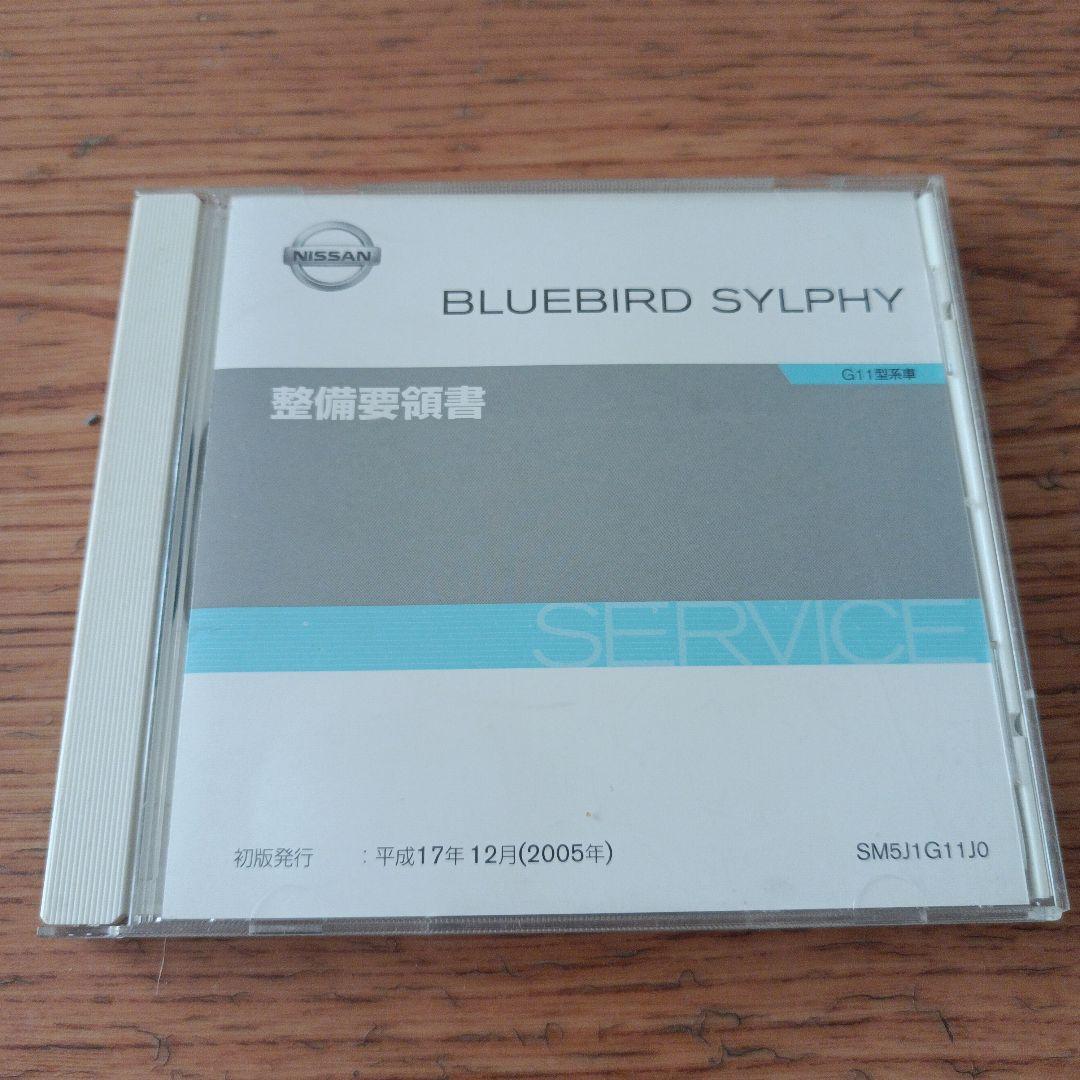 NISSAN
BLUEBIRD SYLPHY
G11型系車
整備要領書
SERVICE
初版発行 : 平成17年 12月(2005年)
SM5J1G11J0